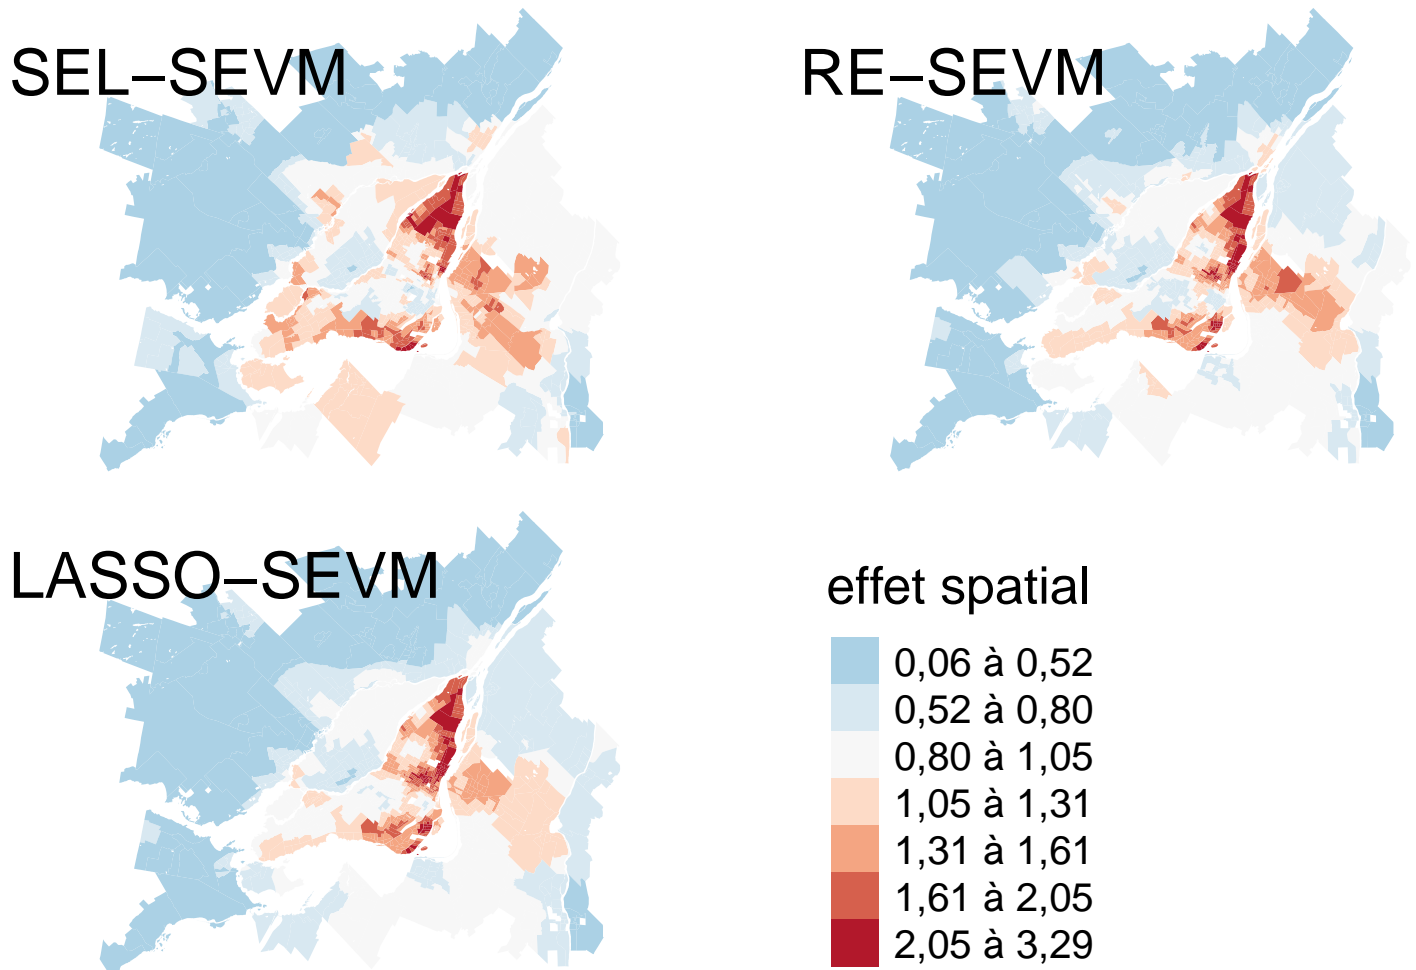 SEL–SEVM
RE–SEVM
LASSO–SEVM
effet spatial
0,06 à 0,52
0,52 à 0,80
0,80 à 1,05
1,05 à 1,31
1,31 à 1,61
1,61 à 2,05
2,05 à 3,29